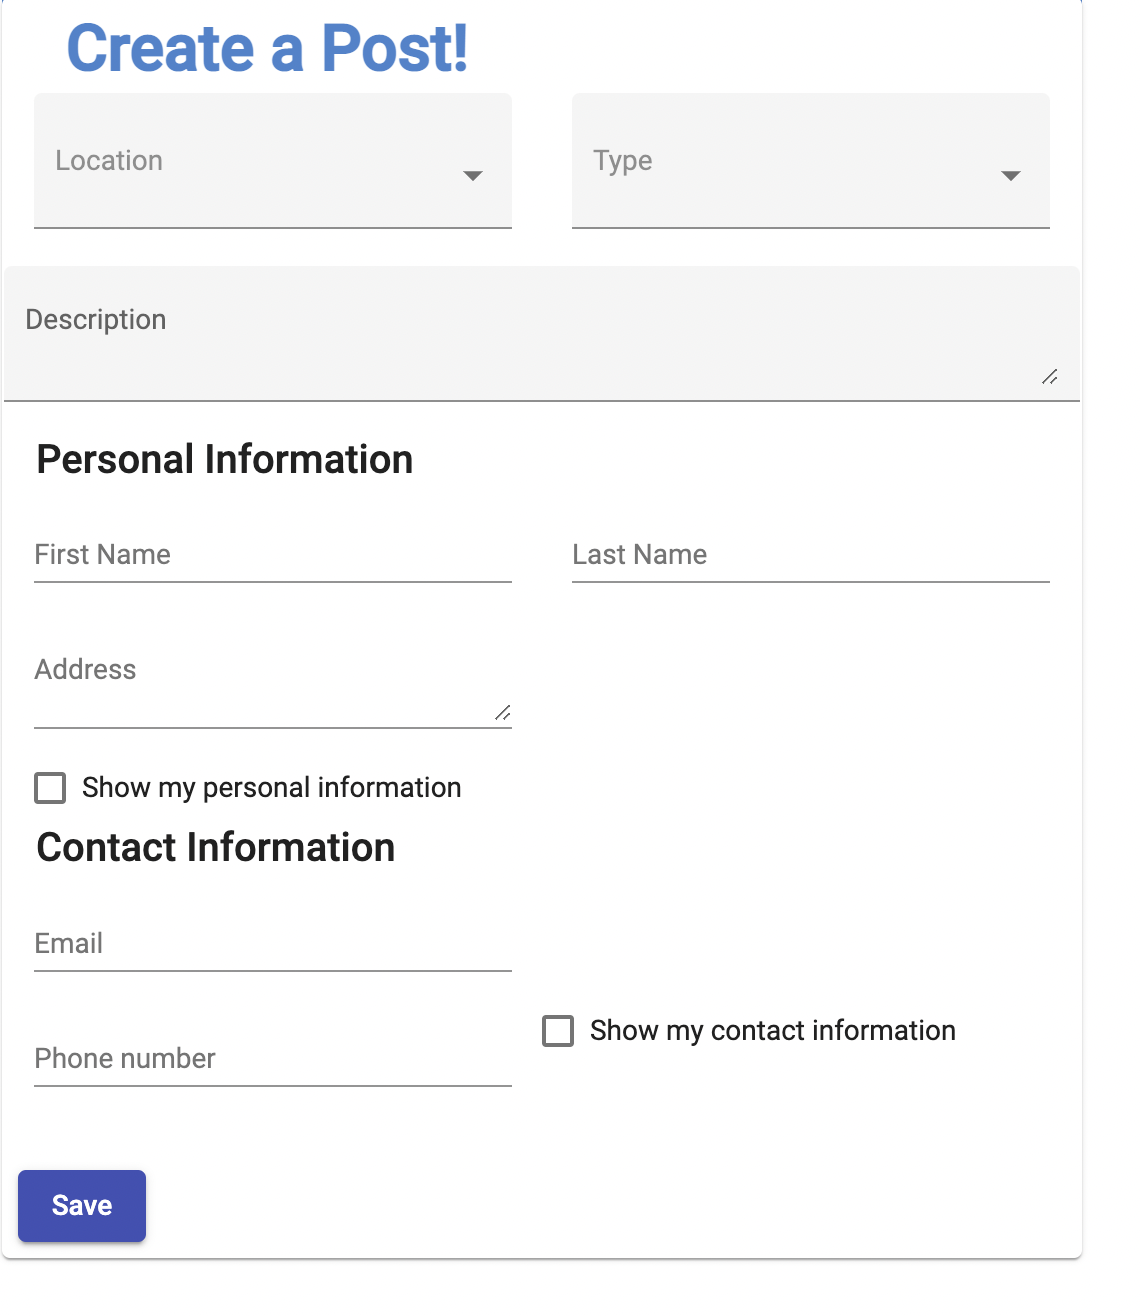 Create a Post!
Location
Type
Description
Personal Information
First Name
Last Name
Address
Show my personal information
Contact Information
Email
Show my contact information
Phone number
Save